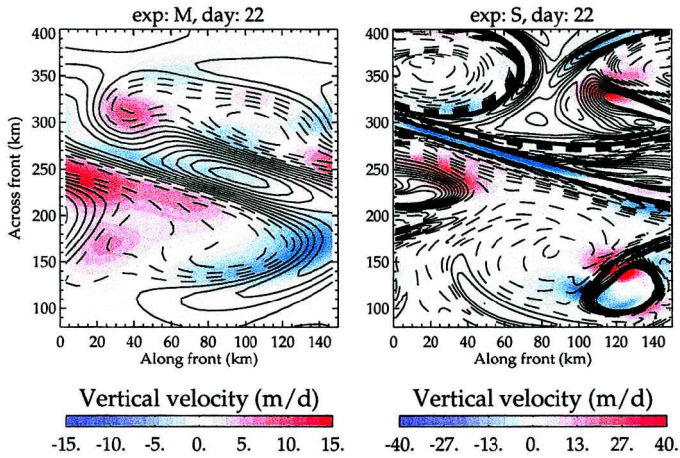 exp: M, day: 22
exp: S, day: 22
400
400
350
350
300
300
250
250
200
200
150
150
100
100
Across front (km)
0 20 40 60 80 100 120 140
0 20 40 60 80 100 120 140
Along front (km)
Along front (km)
Vertical velocity (m/d)
Vertical velocity (m/d)
-15. -10. -5. 0. 5. 10. 15.
-40. -27. -13. 0. 13. 27. 40.